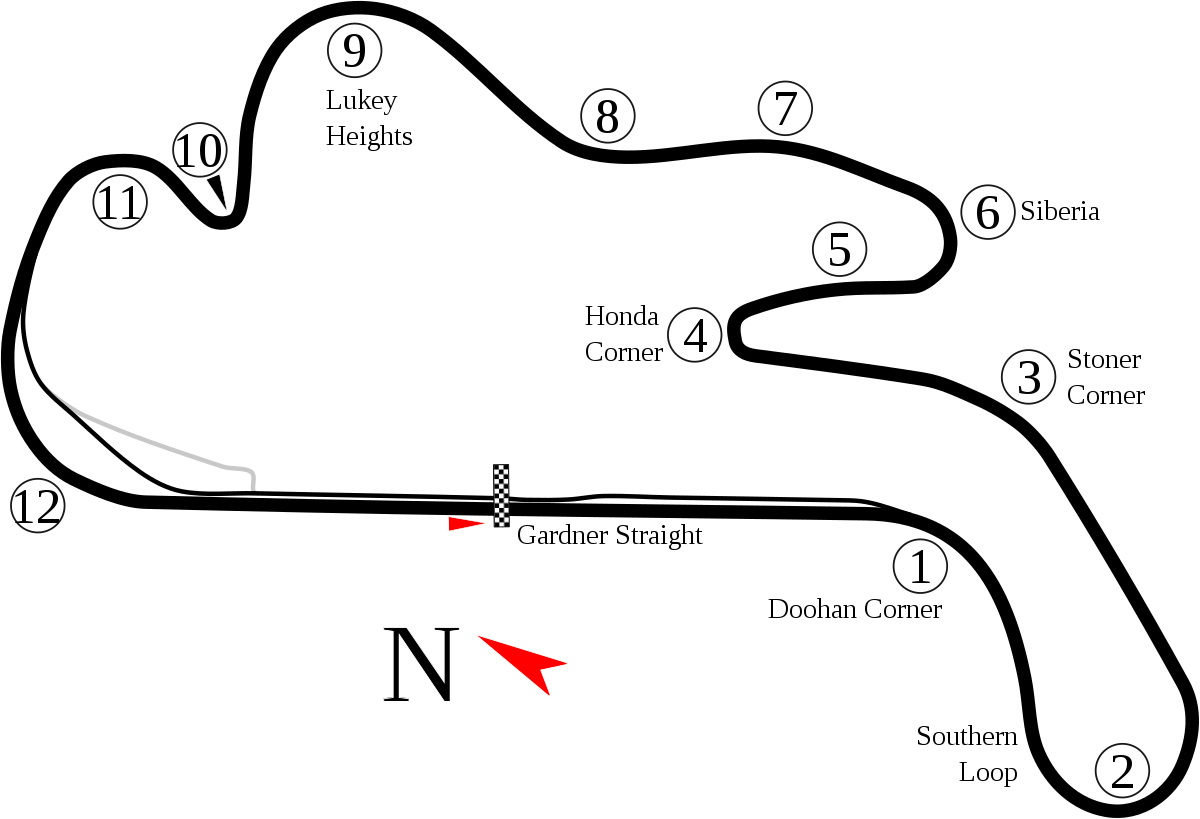 9
Lukey
Heights
8
7
10
11
6
Siberia
5
Honda
Corner
4
3
Stoner
Corner
12
Gardner Straight
1
Doohan Corner
N
Southern
Loop
2